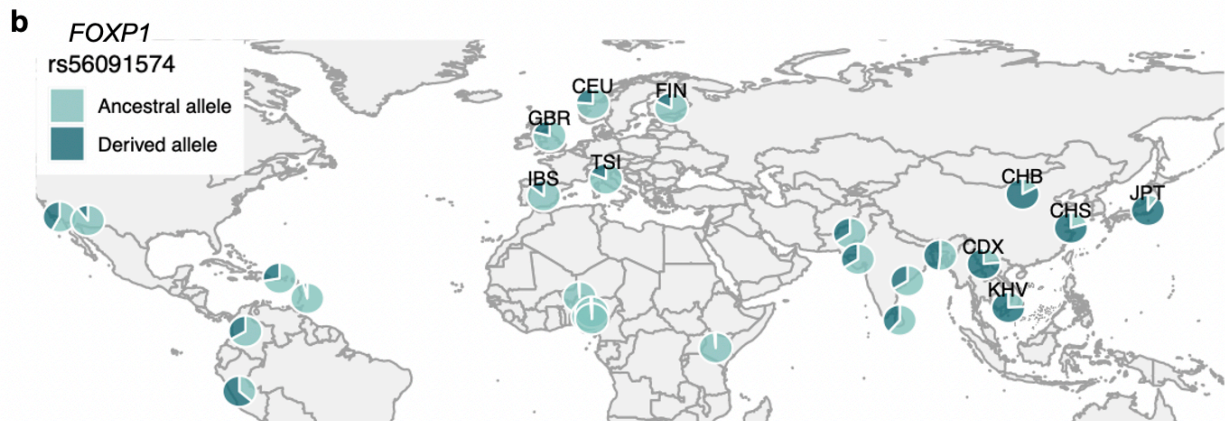 b
FOXP1
rs56091574
Ancestral allele
Derived allele
CEU
FIN
GBR
TSI
IBS
CHB
JPT
CHS
CDX
KHV